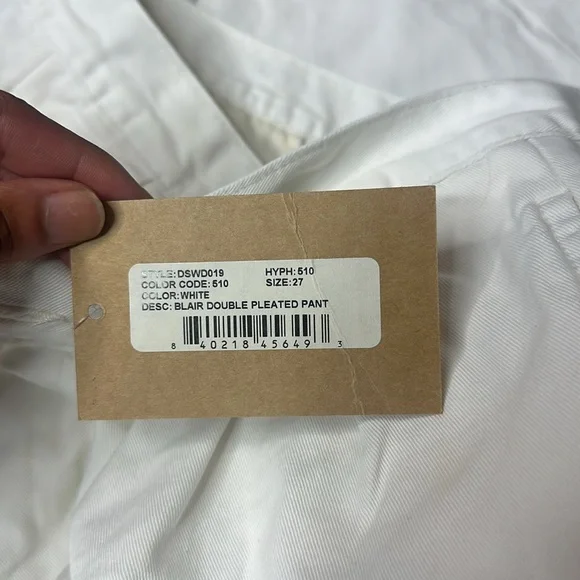 STYLE: DSWD019 HYPH: 510
COLOR CODE: 510 SIZE: 27
COLOR: WHITE
DESC: BLAIR DOUBLE PLEATED PANT
8 40218 45649 3